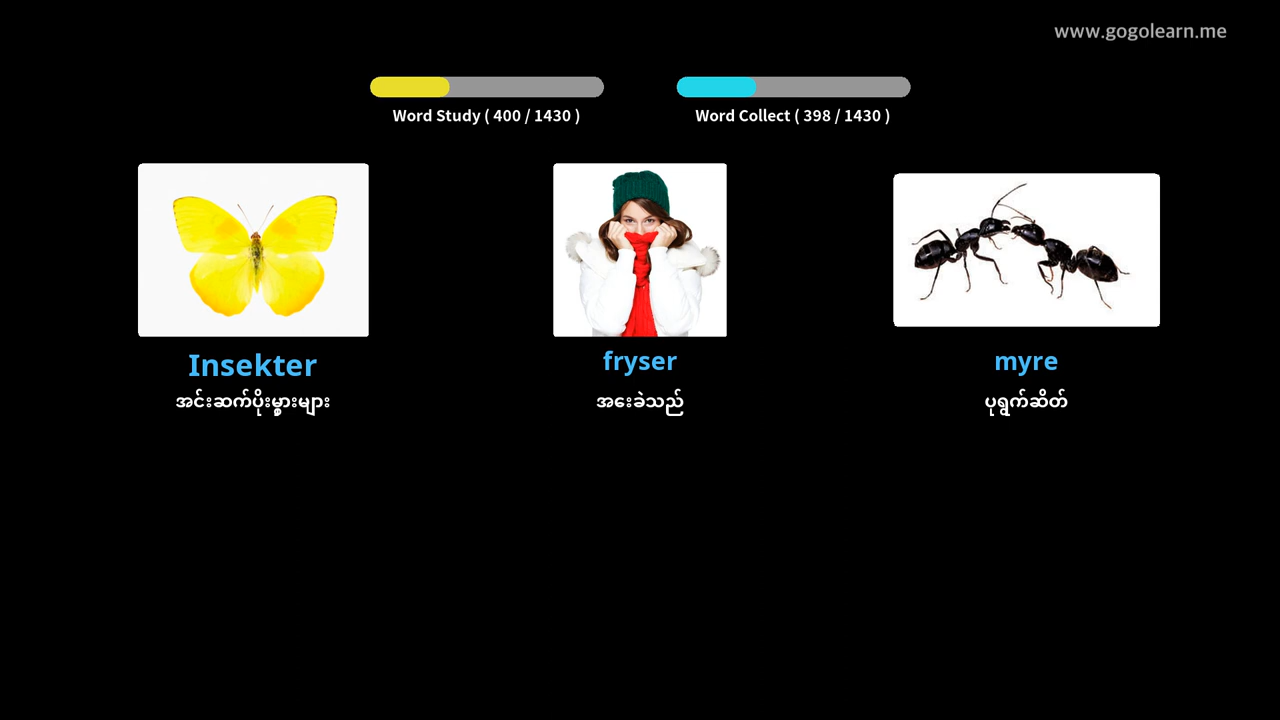 www.gogolearn.me
Word Study ( 400 / 1430 )
Word Collect ( 398 / 1430 )
Insekter
အင်းဆက်ပိုးမွှားများ
fryser
အအေးခဲသည်
myre
ပုရွက်ဆိတ်